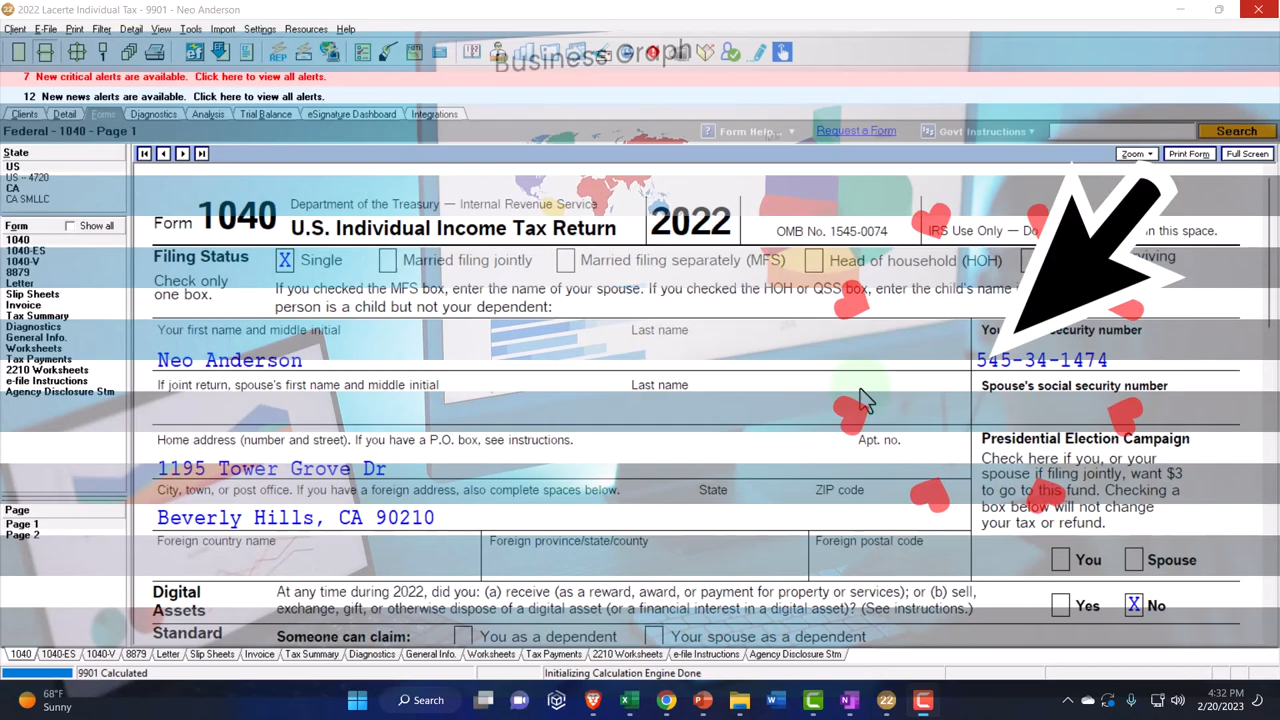 22 2022 Lacerte Individual Tax - 9901 - Neo Anderson
Client E-File Print Filter Detail View Tools Import Settings Resources Help
Business Graph
7 New critical alerts are available. Click here to view all alerts.
12 New news alerts are available. Click here to view all alerts.
Clients Detail Forms Diagnostics Analysis Trial Balance eSignature Dashboard Integrations
Federal - 1040 - Page 1
? Form Help... Request a Form Govt Instructions Search
State
Zoom Print Form Full Screen
US
US -- 4720
CA
CA SMLLC
Form Show all
1040
1040-ES
1040-V
8879
Letter
Slip Sheets
Invoice
Tax Summary
Diagnostics
General Info.
Worksheets
Tax Payments
2210 Worksheets
e-file Instructions
Agency Disclosure Stm
Page
Page 1
Page 2
Form 1040
Department of the Treasury — Internal Revenue Service
U.S. Individual Income Tax Return
2022
OMB No. 1545-0074
IRS Use Only — Do in this space.
Filing Status
Check only
one box.
X Single Married filing jointly Married filing separately (MFS) Head of household (HOH)
If you checked the MFS box, enter the name of your spouse. If you checked the HOH or QSS box, enter the child's name
person is a child but not your dependent:
Your first name and middle initial Last name security number
Neo Anderson 545-34-1474
If joint return, spouse's first name and middle initial Last name Spouse's social security number
Home address (number and street). If you have a P.O. box, see instructions. Apt. no.
1195 Tower Grove Dr
City, town, or post office. If you have a foreign address, also complete spaces below. State ZIP code
Beverly Hills, CA 90210
Foreign country name Foreign province/state/county Foreign postal code
Presidential Election Campaign
Check here if you, or your
spouse if filing jointly, want $3
to go to this fund. Checking a
box below will not change
your tax or refund.
You Spouse
Digital
Assets
At any time during 2022, did you: (a) receive (as a reward, award, or payment for property or services); or (b) sell,
exchange, gift, or otherwise dispose of a digital asset (or a financial interest in a digital asset)? (See instructions.)
Yes X No
Standard Someone can claim: You as a dependent Your spouse as a dependent
1040 1040-ES 1040-V 8879 Letter Slip Sheets Invoice Tax Summary Diagnostics General Info. Worksheets Tax Payments 2210 Worksheets e-file Instructions Agency Disclosure Stm
9901 Calculated Initializing Calculation Engine Done
68°F
Sunny
Search
22
4:32 PM
2/20/2023